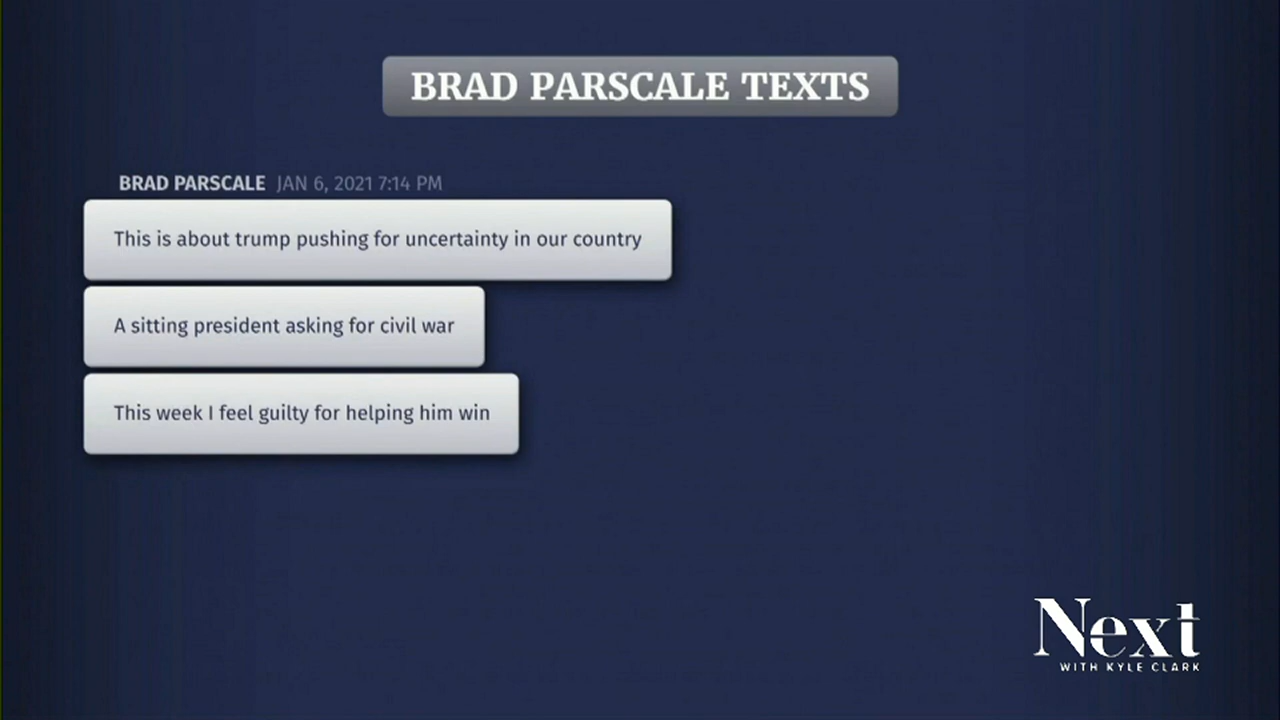 BRAD PARSCALE TEXTS
BRAD PARSCALE JAN 6, 2021 7:14 PM
This is about trump pushing for uncertainty in our country
A sitting president asking for civil war
This week I feel guilty for helping him win
Next
WITH KYLE CLARK